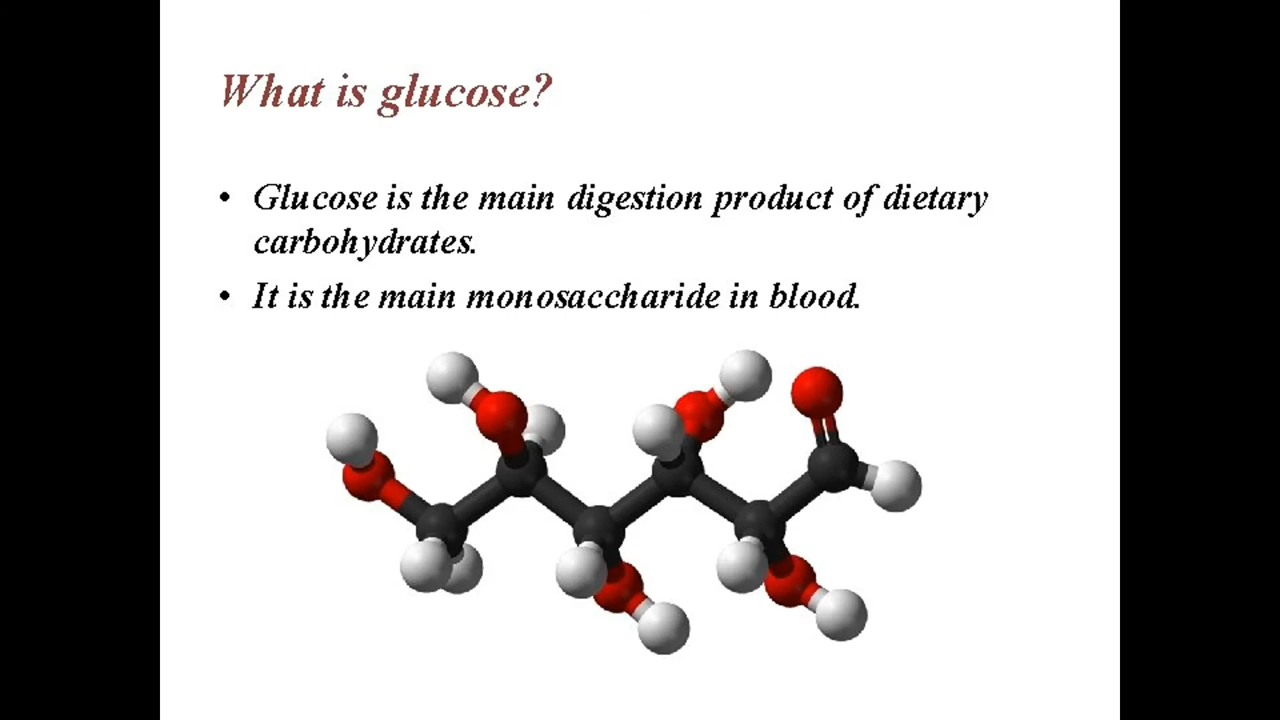 What is glucose?
• Glucose is the main digestion product of dietary
carbohydrates.
• It is the main monosaccharide in blood.